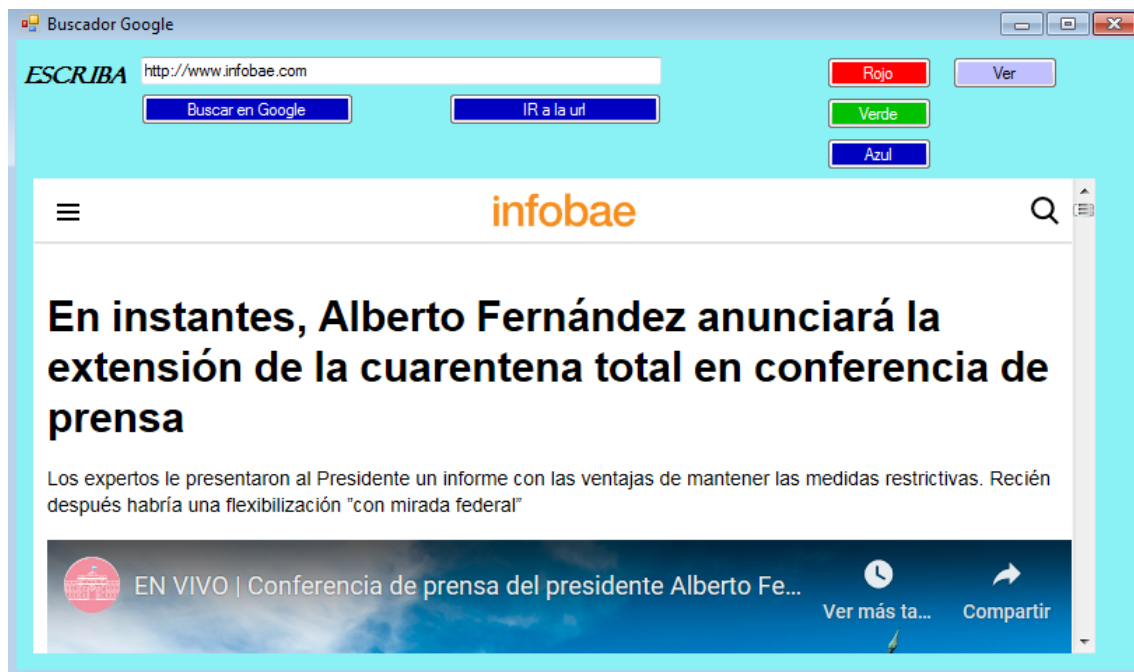 Buscador Google
ESCRIBA http://www.infobae.com
Rojo Ver
Buscar en Google IR a la url
Verde
Azul
infobae
En instantes, Alberto Fernández anunciará la
extensión de la cuarentena total en conferencia de
prensa
Los expertos le presentaron al Presidente un informe con las ventajas de mantener las medidas restrictivas. Recién
después habría una flexibilización "con mirada federal"
EN VIVO | Conferencia de prensa del presidente Alberto Fe...
Ver más ta... Compartir